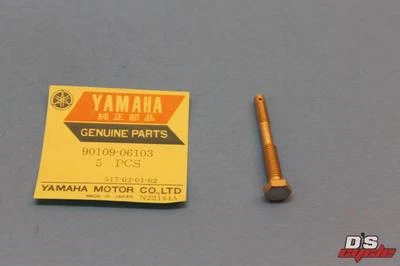 YAMAHA
純正部品
GENUINE PARTS
90109-06103
5 PCS
517-02-01-02
YAMAHA MOTOR CO.,LTD
MADE IN JAPAN N22144A
D'S
cycle